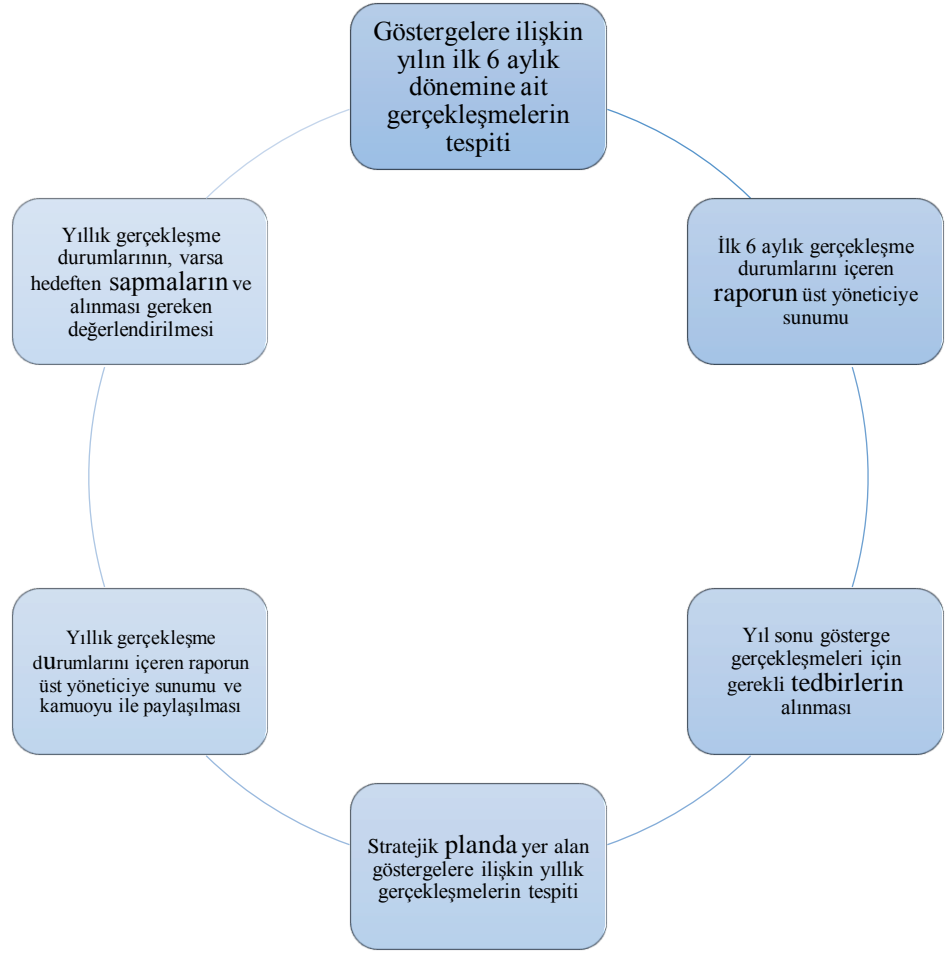 Göstergelere ilişkin
yılın ilk 6 aylık
dönemine ait
gerçekleşmelerin
tespiti
İlk 6 aylık gerçekleşme
durumlarını içeren
raporun üst yöneticiye
sunumu
Yıl sonu gösterge
gerçekleşmeleri için
gerekli tedbirlerin
alınması
Stratejik planda yer alan
göstergelere ilişkin yıllık
gerçekleşmelerin tespiti
Yıllık gerçekleşme
durumlarını içeren raporun
üst yöneticiye sunumu ve
kamuoyu ile paylaşılması
Yıllık gerçekleşme
durumlarının, varsa
hedeften sapmaların ve
alınması gereken
değerlendirilmesi